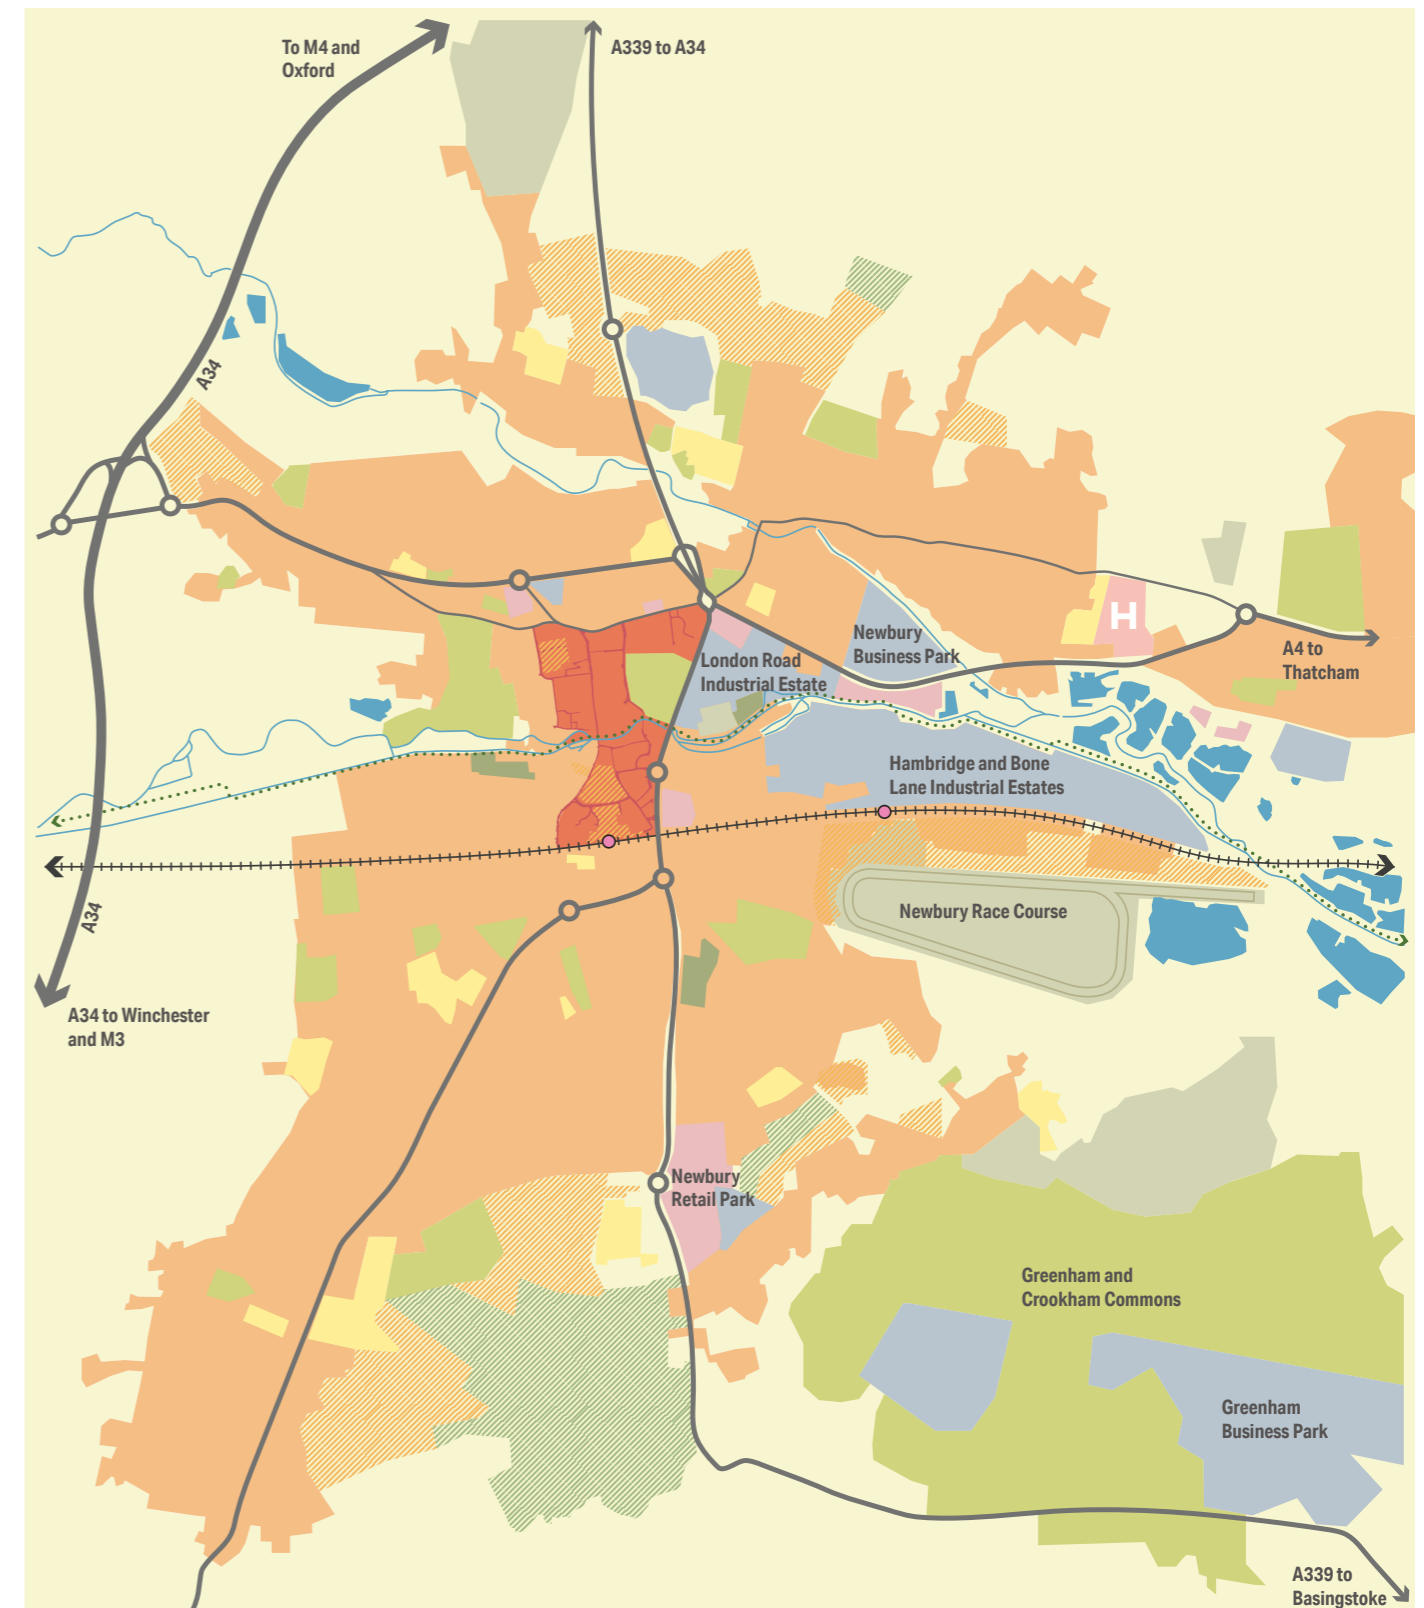 To M4 and
Oxford
A339 to A34
A34
Newbury
Business Park
H
London Road
Industrial Estate
A4 to
Thatcham
Hambridge and Bone
Lane Industrial Estates
Newbury Race Course
A34
A34 to Winchester
and M3
Newbury
Retail Park
Greenham and
Crookham Commons
Greenham
Business Park
A339 to
Basingstoke